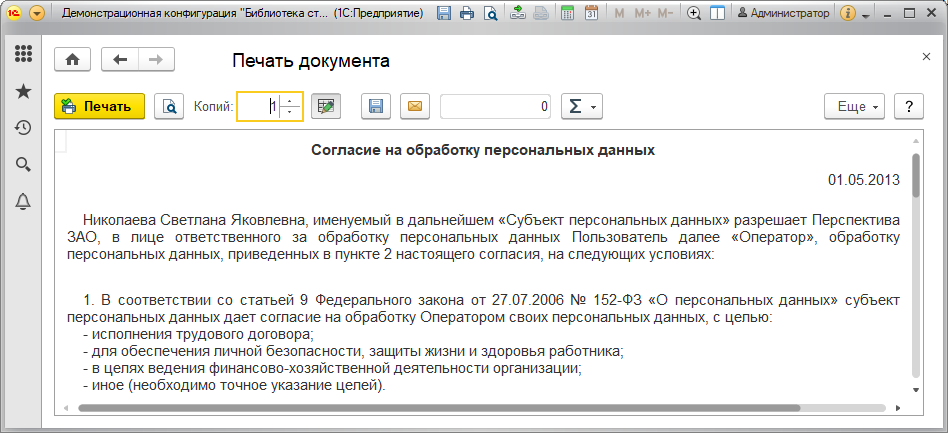 Демонстрационная конфигурация "Библиотека ст... (1С:Предприятие)
M M+ M- Администратор
Печать документа
Печать Копий: 1 0 Σ Еще ?
Согласие на обработку персональных данных
01.05.2013
Николаева Светлана Яковлевна, именуемый в дальнейшем «Субъект персональных данных» разрешает Перспектива
ЗАО, в лице ответственного за обработку персональных данных Пользователь далее «Оператор», обработку
персональных данных, приведенных в пункте 2 настоящего согласия, на следующих условиях:
1. В соответствии со статьей 9 Федерального закона от 27.07.2006 № 152-ФЗ «О персональных данных» субъект
персональных данных дает согласие на обработку Оператором своих персональных данных, с целью:
- исполнения трудового договора;
- для обеспечения личной безопасности, защиты жизни и здоровья работника;
- в целях ведения финансово-хозяйственной деятельности организации;
- иное (необходимо точное указание целей).